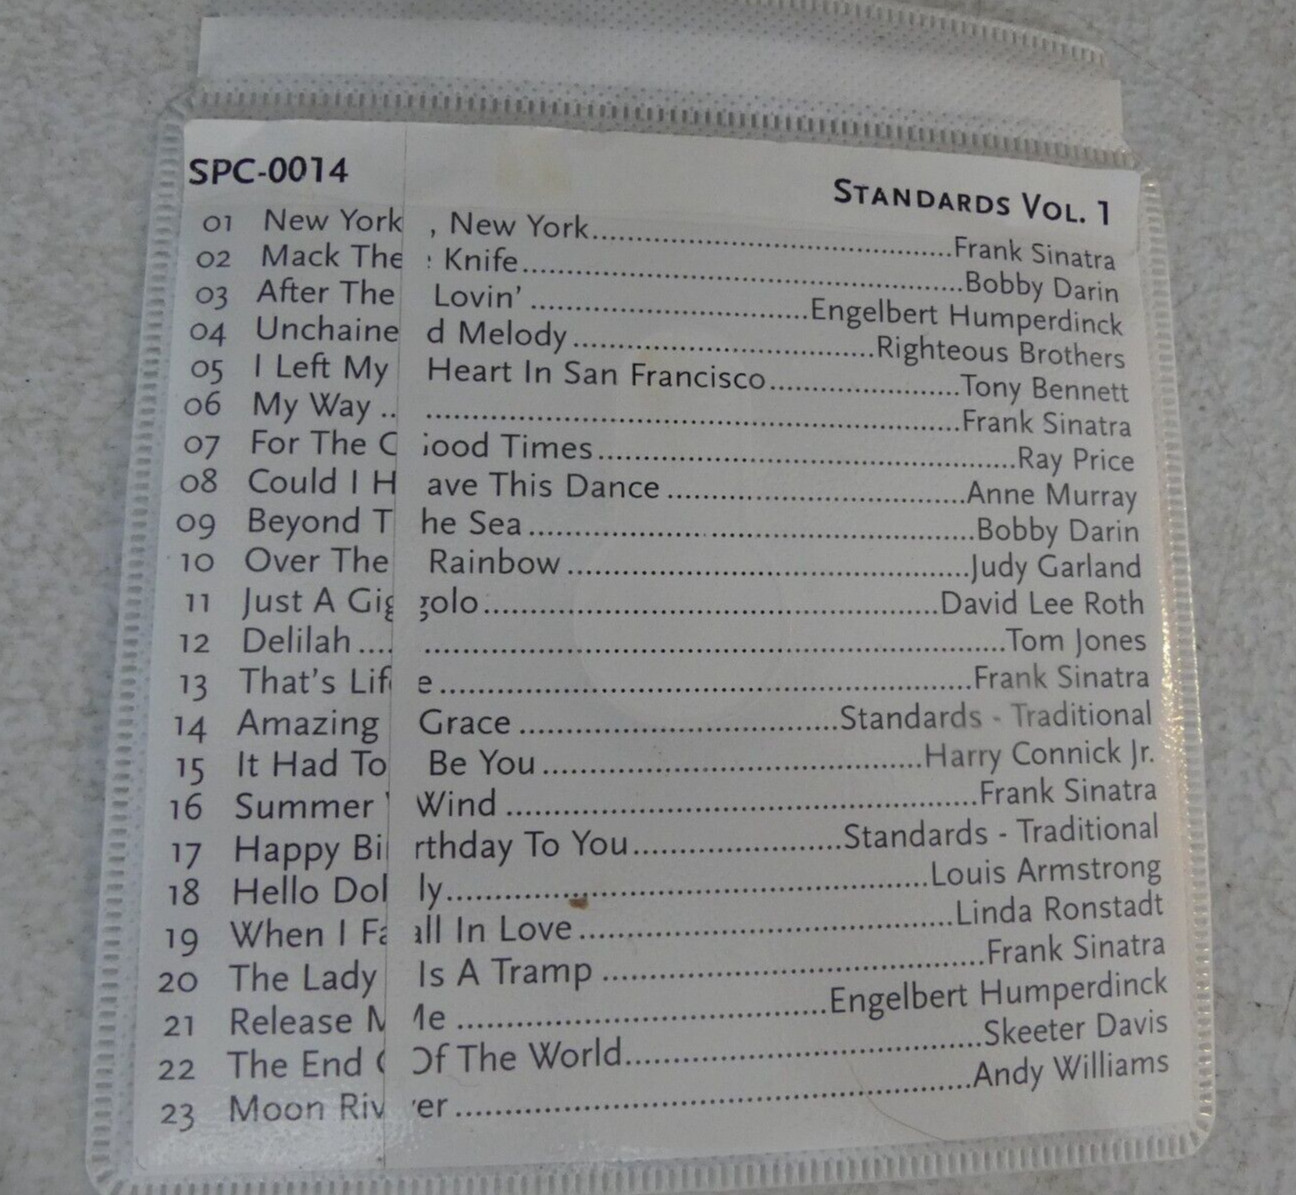 SPC-0014
STANDARDS VOL. 1
01 New York, New York..........Frank Sinatra
02 Mack The Knife..........Bobby Darin
03 After The Lovin'..........Engelbert Humperdinck
04 Unchained Melody..........Righteous Brothers
05 I Left My Heart In San Francisco..........Tony Bennett
06 My Way..........Frank Sinatra
07 For The Good Times..........Ray Price
08 Could I Have This Dance..........Anne Murray
09 Beyond The Sea..........Bobby Darin
10 Over The Rainbow..........Judy Garland
11 Just A Gigolo..........David Lee Roth
12 Delilah..........Tom Jones
13 That's Life..........Frank Sinatra
14 Amazing Grace..........Standards - Traditional
15 It Had To Be You..........Harry Connick Jr.
16 Summer Wind..........Frank Sinatra
17 Happy Birthday To You..........Standards - Traditional
18 Hello Dolly..........Louis Armstrong
19 When I Fall In Love..........Linda Ronstadt
20 The Lady Is A Tramp..........Frank Sinatra
21 Release Me..........Engelbert Humperdinck
22 The End Of The World..........Skeeter Davis
23 Moon River..........Andy Williams